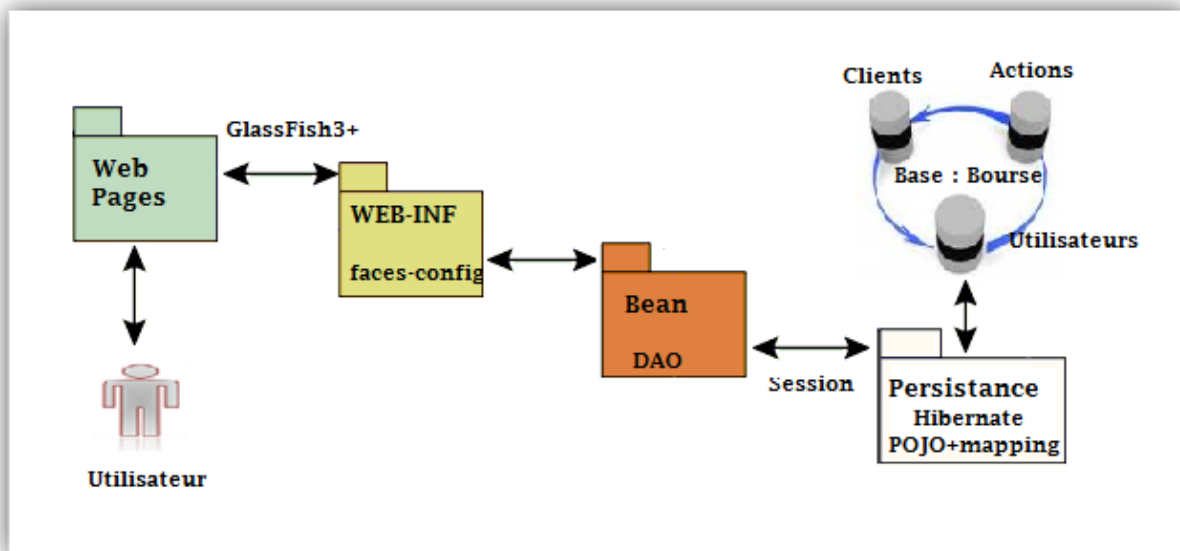 Clients
Actions
GlassFish3+
Web
Pages
Base : Bourse
WEB-INF
Utilisateurs
faces-config
Bean
DAO
Session
Persistance
Hibernate
POJO+mapping
Utilisateur